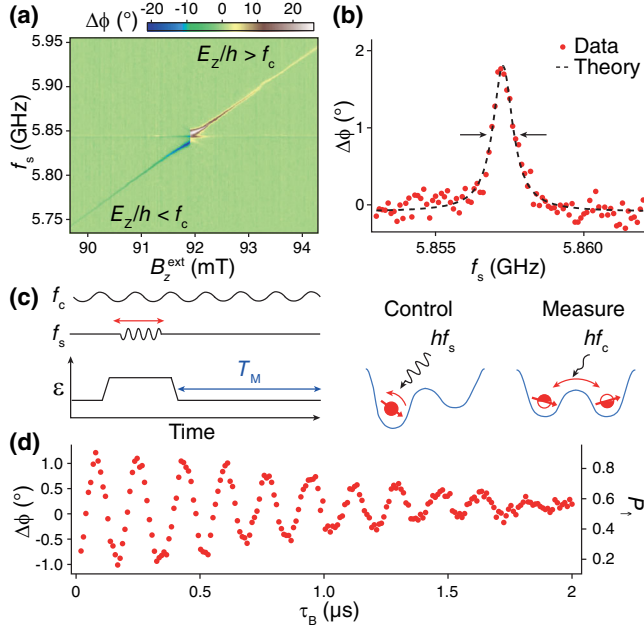 (a)
Δϕ (°)
-20 -10 0 10 20
5.95
5.90
5.85
5.80
5.75
f_s (GHz)
E_Z/h > f_c
E_Z/h < f_c
90 91 92 93 94
B_z^ext (mT)
(b)
Data
Theory
2
1
0
Δϕ (°)
5.855 5.860
f_s (GHz)
(c)
f_c
f_s
ε
T_M
Time
Control
hf_s
Measure
hf_c
(d)
1.0
0.5
0
-0.5
-1.0
Δϕ (°)
0.8
0.6
0.4
0.2
P_↓
0 0.5 1.0 1.5 2
τ_B (μs)